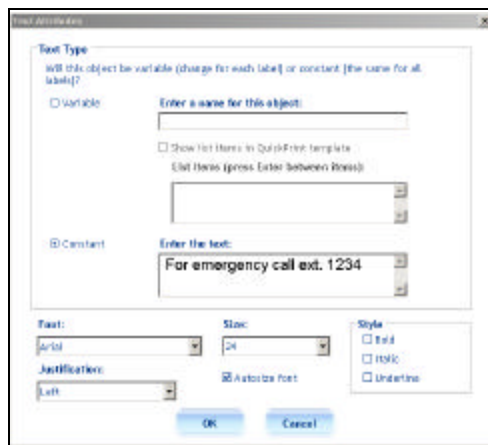 Text Attributes
Text Type
Will this object be variable (change for each label) or constant (the same for all
labels)?
Variable
Enter a name for this object:
Show list items in QuickPrint template
List Items (press Enter between items):
Constant
Enter the text:
For emergency call ext. 1234
Font:
Size:
Style
Arial
24
Bold
Italic
Justification:
Left
Autosize font
Underline
OK
Cancel